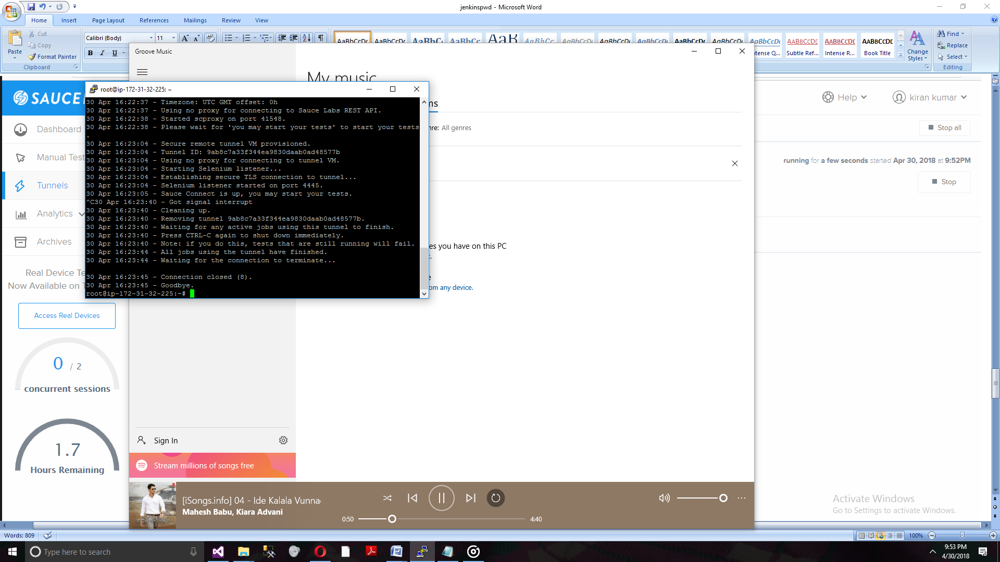 jenkinspwd - Microsoft Word
Home
Insert
Page Layout
References
Mailings
Review
View
Paste
Cut
Copy
Format Painter
Clipboard
Calibri (Body)
11
B I U
AaBbCcDc
AaBbCcDc
AaBbC
AaBbCc
AaB
AaBbCc.
AaBbCcDc
AaBbCcDc
AaBbCcDc
AaBbCcDc
AaBbCcDc
AaBbCcDc
AABBCCDE
AABBCCDE
AaBbCcDd
tense Q...
Subtle Ref...
Intense R...
Book Title
Change
Styles
Find
Replace
Select
Editing
Groove Music
My music
ms
nre: All genres
es you have on this PC
om any device.
SAUCE
Dashboard
Manual Test
Tunnels
Analytics
Archives
Real Device Te
Now Available on
Access Real Devices
0 / 2
concurrent sessions
1.7
Hours Remaining
root@ip-172-31-32-225: ~
30 Apr 16:22:37 - Timezone: UTC GMT offset: 0h
30 Apr 16:22:37 - Using no proxy for connecting to Sauce Labs REST API.
30 Apr 16:22:38 - Started scproxy on port 41548.
30 Apr 16:22:38 - Please wait for 'you may start your tests' to start your tests
.
30 Apr 16:23:04 - Secure remote tunnel VM provisioned.
30 Apr 16:23:04 - Tunnel ID: 9ab8c7a33f344ea9830daab0ad48577b
30 Apr 16:23:04 - Using no proxy for connecting to tunnel VM.
30 Apr 16:23:04 - Starting Selenium listener...
30 Apr 16:23:04 - Establishing secure TLS connection to tunnel...
30 Apr 16:23:04 - Selenium listener started on port 4445.
30 Apr 16:23:05 - Sauce Connect is up, you may start your tests.
^C30 Apr 16:23:40 - Got signal interrupt
30 Apr 16:23:40 - Cleaning up.
30 Apr 16:23:40 - Removing tunnel 9ab8c7a33f344ea9830daab0ad48577b.
30 Apr 16:23:40 - Waiting for any active jobs using this tunnel to finish.
30 Apr 16:23:40 - Press CTRL-C again to shut down immediately.
30 Apr 16:23:40 - Note: if you do this, tests that are still running will fail.
30 Apr 16:23:44 - All jobs using the tunnel have finished.
30 Apr 16:23:44 - Waiting for the connection to terminate...
30 Apr 16:23:45 - Connection closed (8).
30 Apr 16:23:45 - Goodbye.
root@ip-172-31-32-225:~#
Help
kiran kumar
Stop all
running for a few seconds started Apr 30, 2018 at 9:52PM
Stop
Sign In
Stream millions of songs free
[iSongs.info] 04 - Ide Kalala Vunna
Mahesh Babu, Kiara Advani
0:50
4:40
Activate Windows
Go to Settings to activate Windows.
Words: 809
100%
Type here to search
9:53 PM
4/30/2018